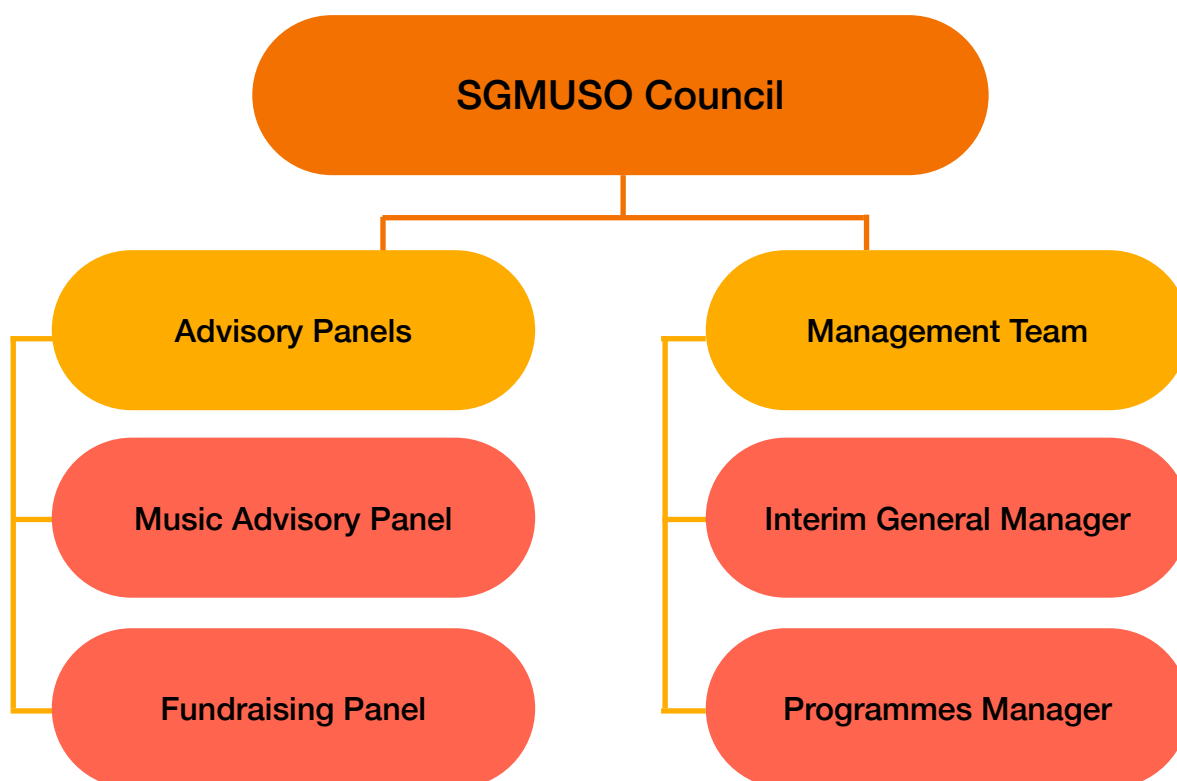 SGMUSO Council
Advisory Panels
Management Team
Music Advisory Panel
Interim General Manager
Fundraising Panel
Programmes Manager